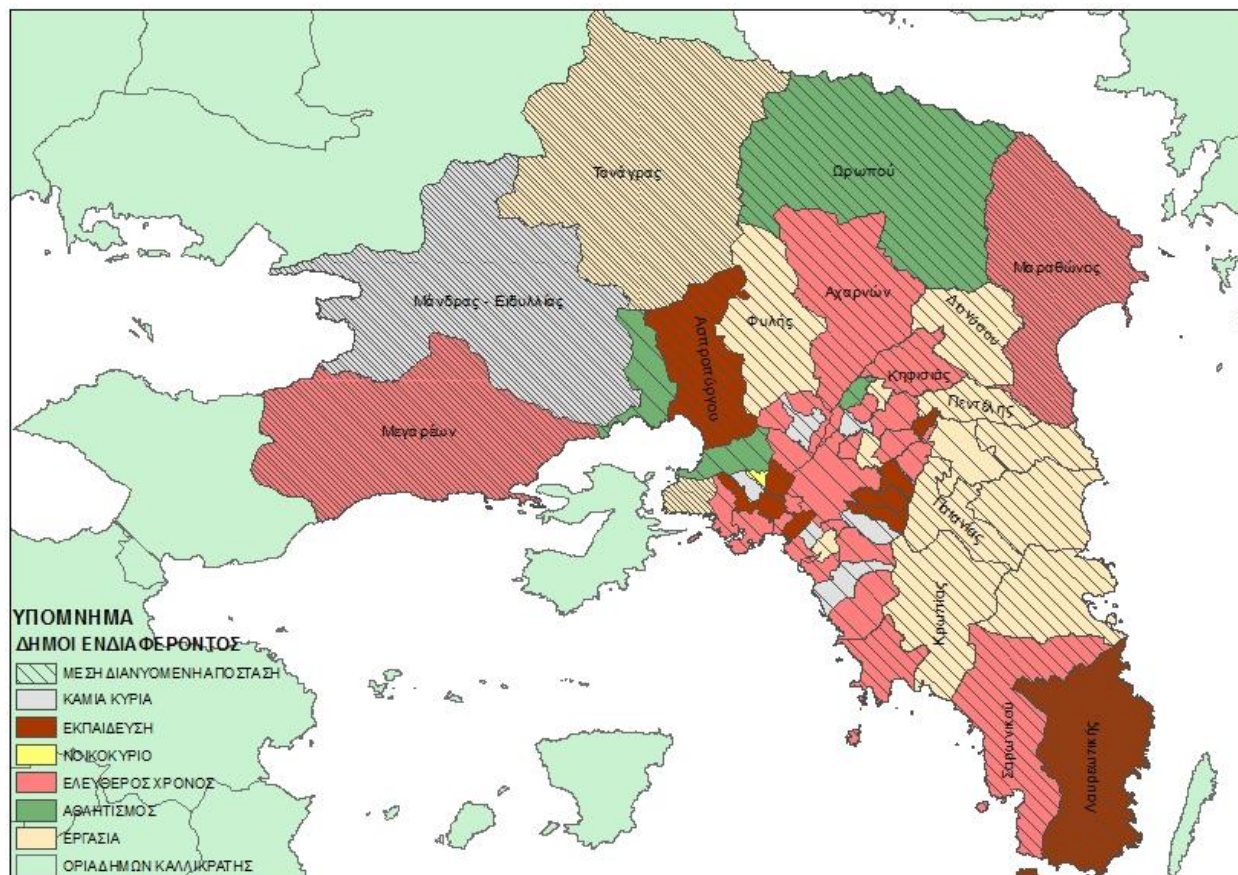 Τανάγρας
Ωρωπού
Μαραθώνος
Μάνδρας - Ειδυλλίας
Αχαρνών
Φυλής
Διονύσου
Ασπροπύργου
Κηφισιάς
Πεντέλης
Μεγαρέων
Παιανίας
Κρωπίας
Σαρωνικού
Λαυρεωτικής
ΥΠΟΜΝΗΜΑ
ΔΗΜΟΙ ΕΝΔΙΑΦΕΡΟΝΤΟΣ
ΜΕΣΗ ΔΙΑΝΥΟΜΕΝΗ ΑΠΟΣΤΑΣΗ
ΚΑΜΙΑ ΚΥΡΙΑ
ΕΚΠΑΙΔΕΥΣΗ
ΝΟΙΚΟΚΥΡΙΟ
ΕΛΕΥΘΕΡΟΣ ΧΡΟΝΟΣ
ΑΘΛΗΤΙΣΜΟΣ
ΕΡΓΑΣΙΑ
ΟΡΙΑ ΔΗΜΩΝ ΚΑΛΛΙΚΡΑΤΗΣ